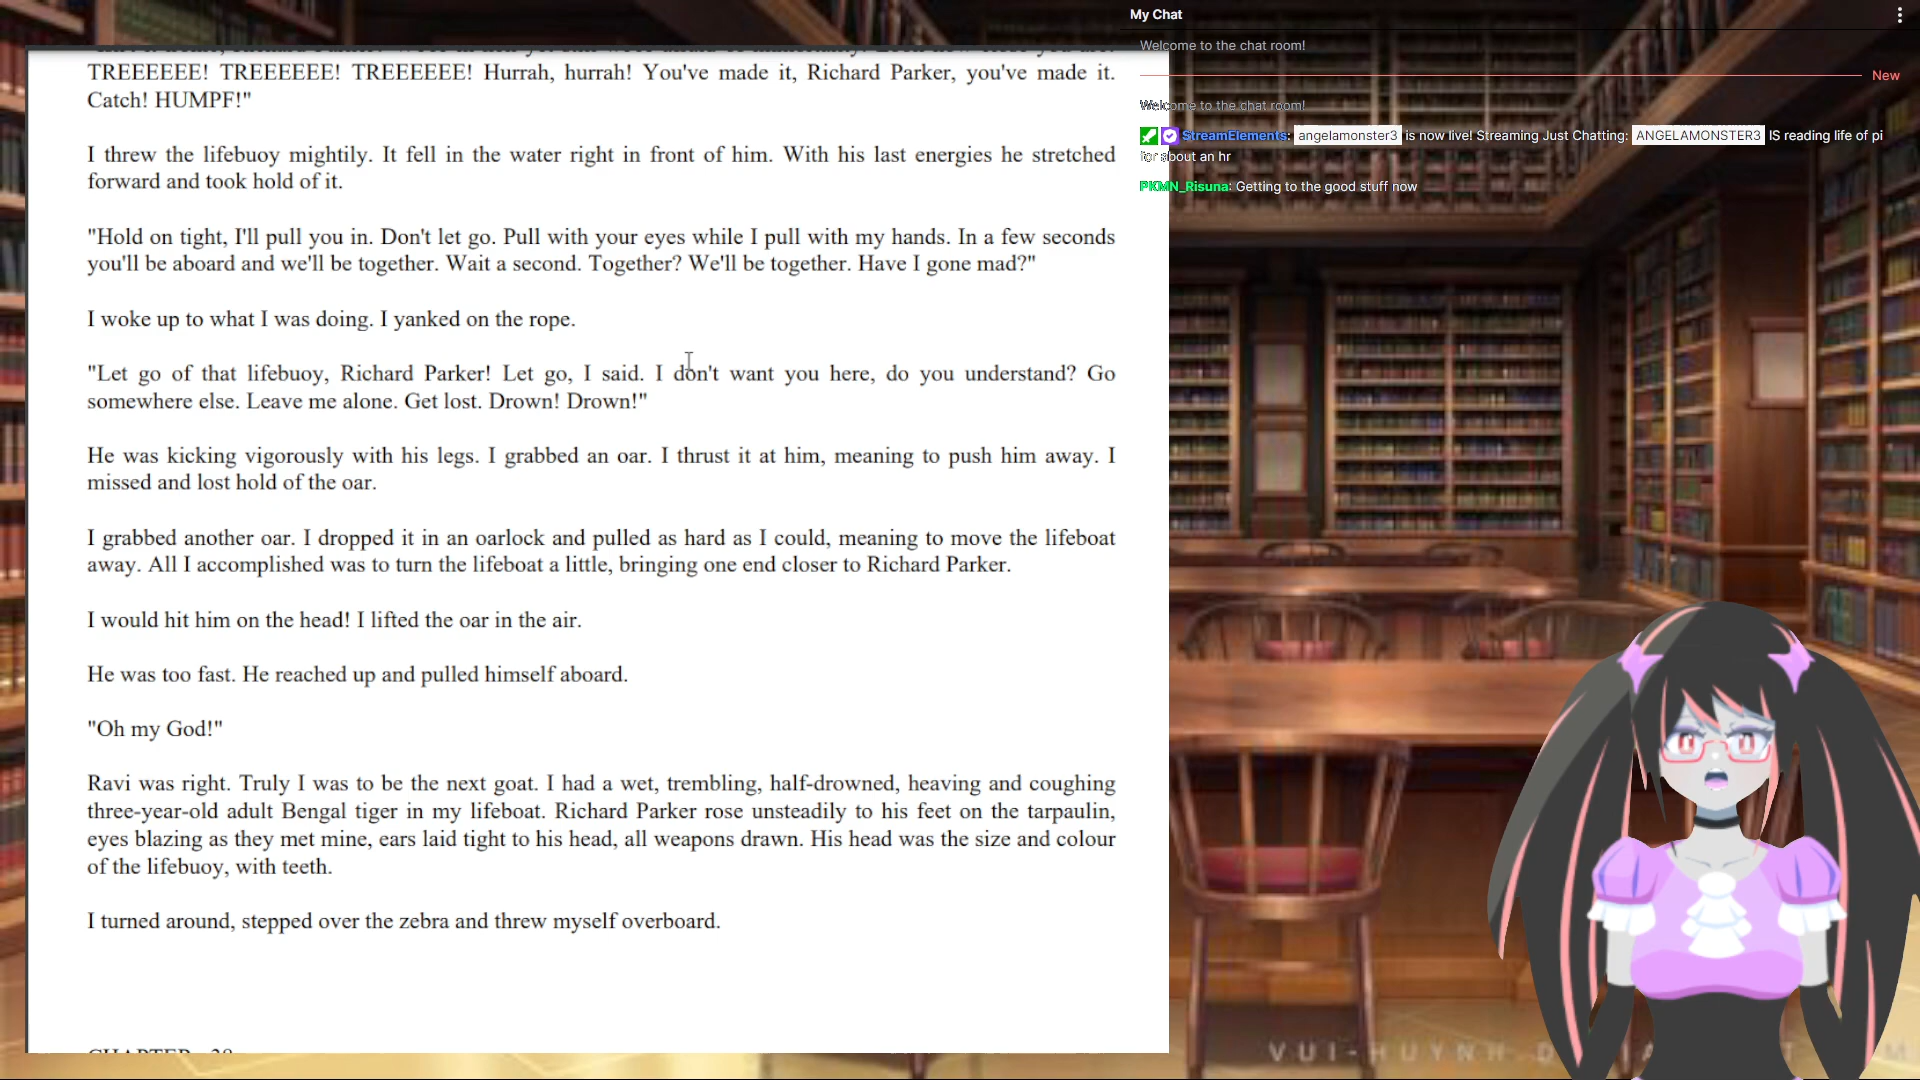 TREEEEEE! TREEEEEE! TREEEEEE! Hurrah, hurrah! You've made it, Richard Parker, you've made it.
Catch! HUMPF!"
I threw the lifebuoy mightily. It fell in the water right in front of him. With his last energies he stretched
forward and took hold of it.
"Hold on tight, I'll pull you in. Don't let go. Pull with your eyes while I pull with my hands. In a few seconds
you'll be aboard and we'll be together. Wait a second. Together? We'll be together. Have I gone mad?"
I woke up to what I was doing. I yanked on the rope.
"Let go of that lifebuoy, Richard Parker! Let go, I said. I don't want you here, do you understand? Go
somewhere else. Leave me alone. Get lost. Drown! Drown!"
He was kicking vigorously with his legs. I grabbed an oar. I thrust it at him, meaning to push him away. I
missed and lost hold of the oar.
I grabbed another oar. I dropped it in an oarlock and pulled as hard as I could, meaning to move the lifeboat
away. All I accomplished was to turn the lifeboat a little, bringing one end closer to Richard Parker.
I would hit him on the head! I lifted the oar in the air.
He was too fast. He reached up and pulled himself aboard.
"Oh my God!"
Ravi was right. Truly I was to be the next goat. I had a wet, trembling, half-drowned, heaving and coughing
three-year-old adult Bengal tiger in my lifeboat. Richard Parker rose unsteadily to his feet on the tarpaulin,
eyes blazing as they met mine, ears laid tight to his head, all weapons drawn. His head was the size and colour
of the lifebuoy, with teeth.
I turned around, stepped over the zebra and threw myself overboard.
My Chat
Welcome to the chat room!
New
Welcome to the chat room!
StreamElements: angelamonster3 is now live! Streaming Just Chatting: ANGELAMONSTER3 IS reading life of pi
for about an hr
PKMN_Risuna: Getting to the good stuff now
VUI-HUYNH.D